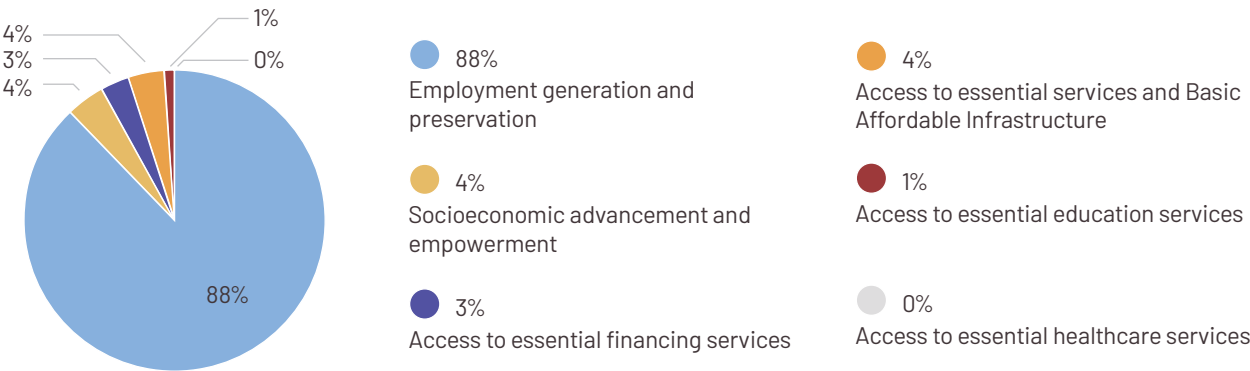 4%
3%
4%
1%
0%
88%
88%
Employment generation and
preservation
4%
Socioeconomic advancement and
empowerment
3%
Access to essential financing services
4%
Access to essential services and Basic
Affordable Infrastructure
1%
Access to essential education services
0%
Access to essential healthcare services